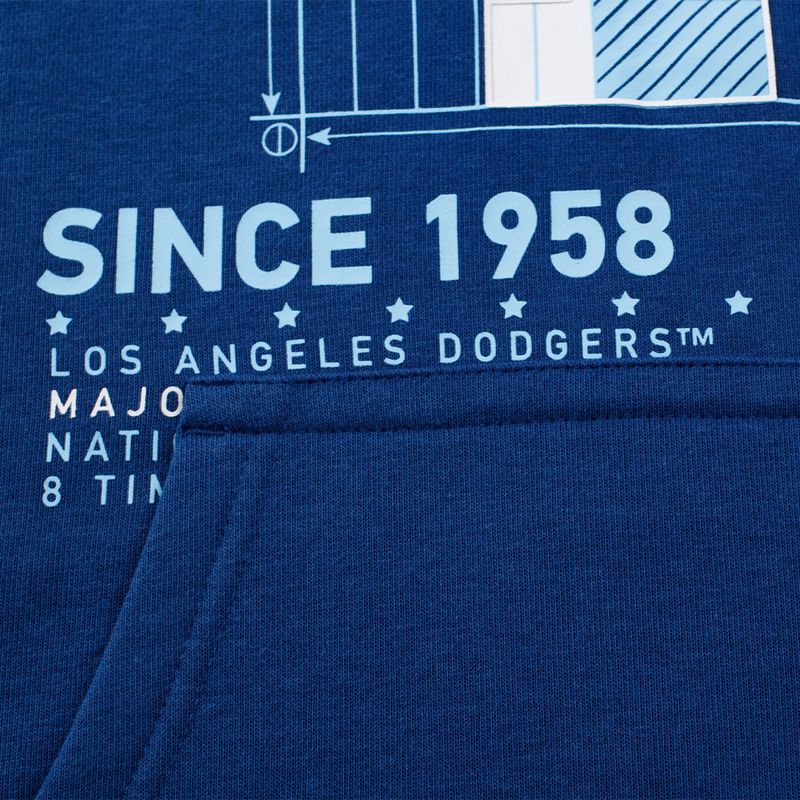 SINCE 1958
LOS ANGELES DODGERS™
MAJO
NATI
8 TIM